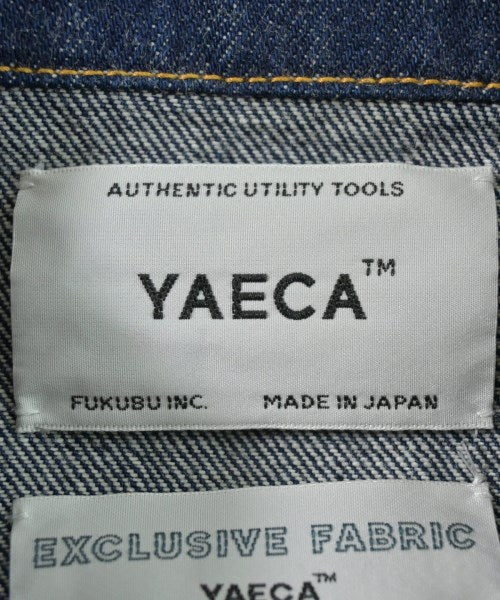 AUTHENTIC UTILITY TOOLS
YAECA™
FUKUBU INC. MADE IN JAPAN
EXCLUSIVE FABRIC
YAECA™